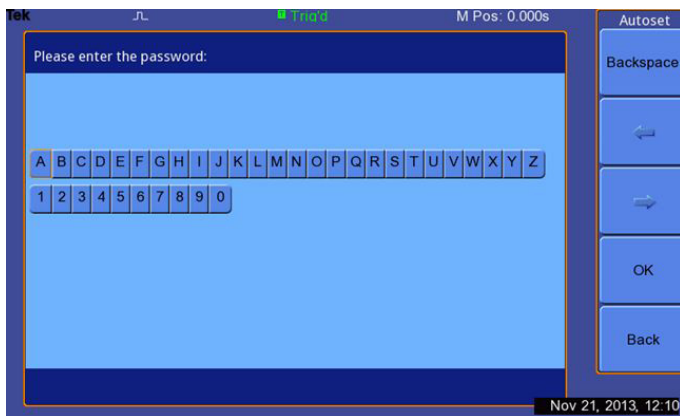 Tek Trig'd M Pos: 0.000s
Autoset
Please enter the password:
Backspace
A B C D E F G H I J K L M N O P Q R S T U V W X Y Z
1 2 3 4 5 6 7 8 9 0
OK
Back
Nov 21, 2013, 12:10